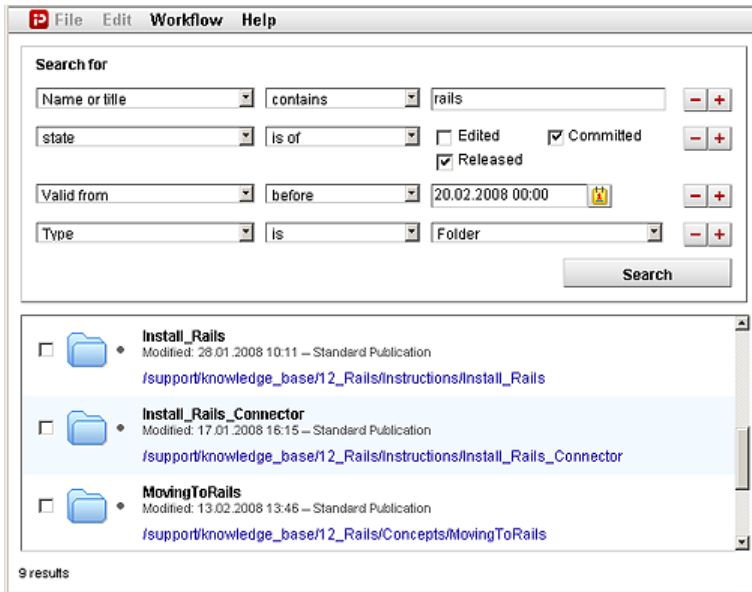 File Edit Workflow Help
Search for
Name or title contains rails - +
state is of Edited Committed - +
Released
Valid from before 20.02.2008 00:00 - +
Type is Folder - +
Search
Install_Rails
Modified: 28.01.2008 10:11 – Standard Publication
/support/knowledge_base/12_Rails/Instructions/Install_Rails
Install_Rails_Connector
Modified: 17.01.2008 16:15 – Standard Publication
/support/knowledge_base/12_Rails/Instructions/Install_Rails_Connector
MovingToRails
Modified: 13.02.2008 13:46 – Standard Publication
/support/knowledge_base/12_Rails/Concepts/MovingToRails
9 results